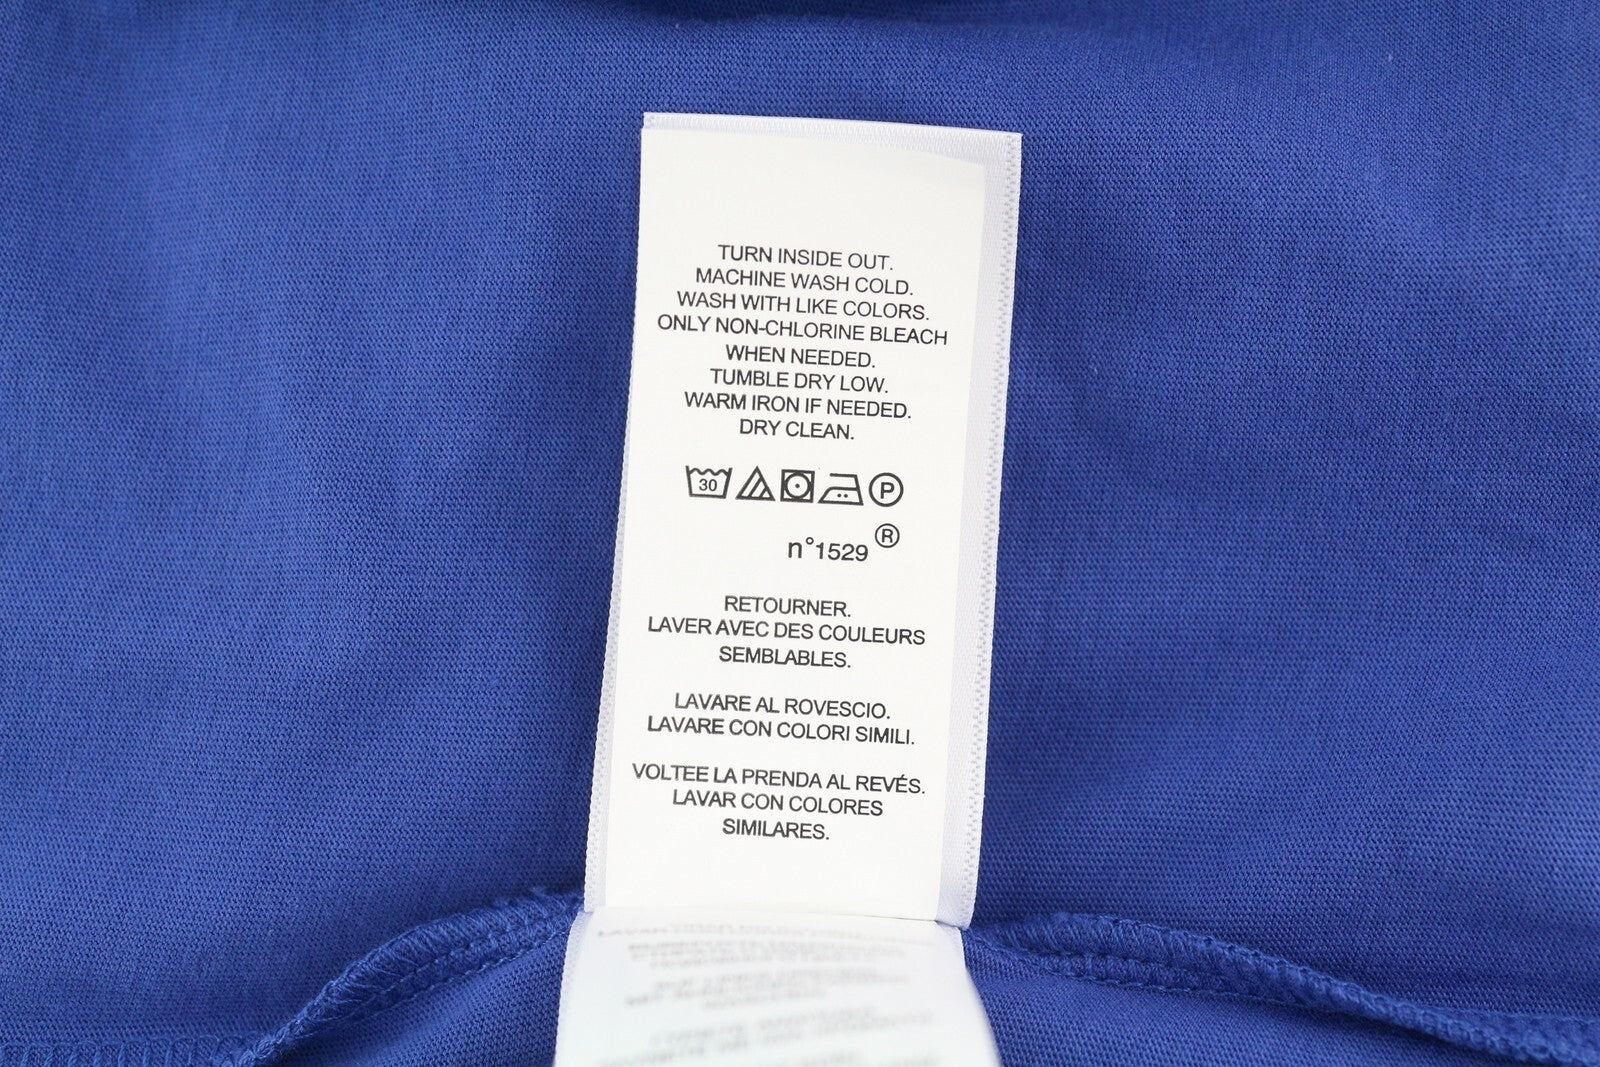 TURN INSIDE OUT.
MACHINE WASH COLD.
WASH WITH LIKE COLORS.
ONLY NON-CHLORINE BLEACH
WHEN NEEDED.
TUMBLE DRY LOW.
WARM IRON IF NEEDED.
DRY CLEAN.
30 P
n°1529 ®
RETOURNER.
LAVER AVEC DES COULEURS
SEMBLABLES.
LAVARE AL ROVESCIO.
LAVARE CON COLORI SIMILI.
VOLTEE LA PRENDA AL REVÉS.
LAVAR CON COLORES
SIMILARES.